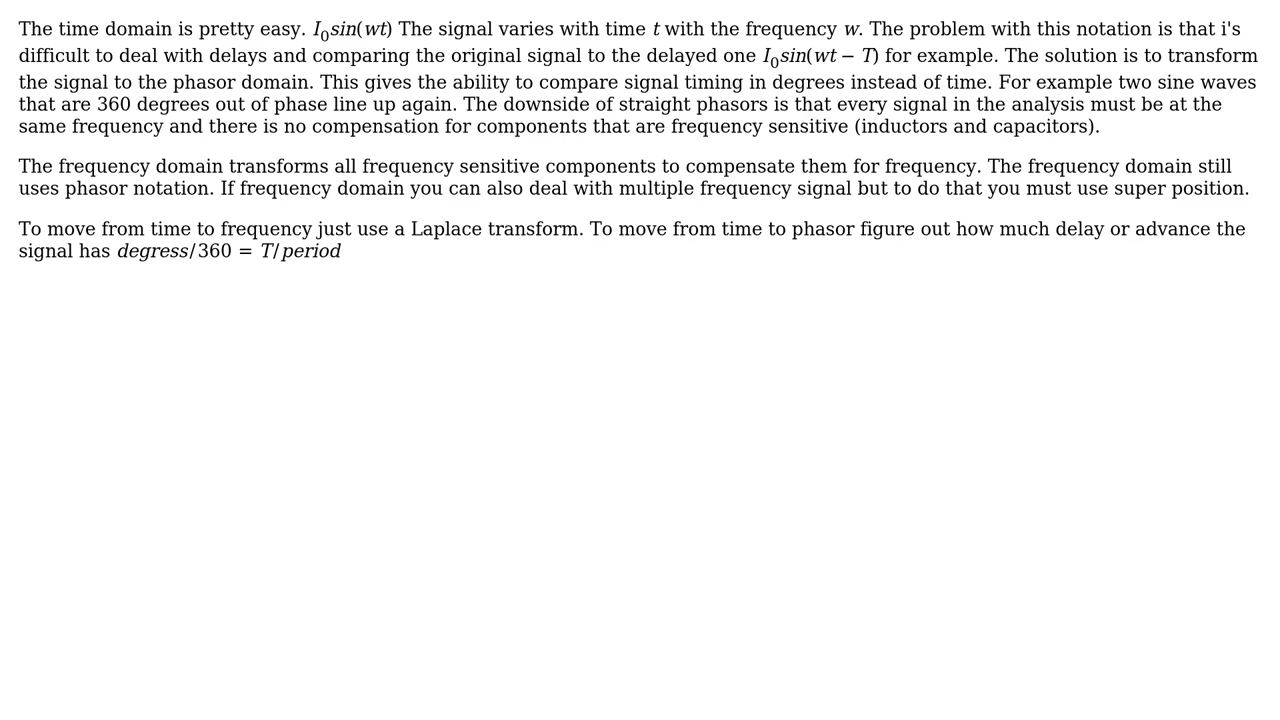 The time domain is pretty easy. I₀sin(wt) The signal varies with time t with the frequency w. The problem with this notation is that i's
difficult to deal with delays and comparing the original signal to the delayed one I₀sin(wt − T) for example. The solution is to transform
the signal to the phasor domain. This gives the ability to compare signal timing in degrees instead of time. For example two sine waves
that are 360 degrees out of phase line up again. The downside of straight phasors is that every signal in the analysis must be at the
same frequency and there is no compensation for components that are frequency sensitive (inductors and capacitors).
The frequency domain transforms all frequency sensitive components to compensate them for frequency. The frequency domain still
uses phasor notation. If frequency domain you can also deal with multiple frequency signal but to do that you must use super position.
To move from time to frequency just use a Laplace transform. To move from time to phasor figure out how much delay or advance the
signal has degress/360 = T/period